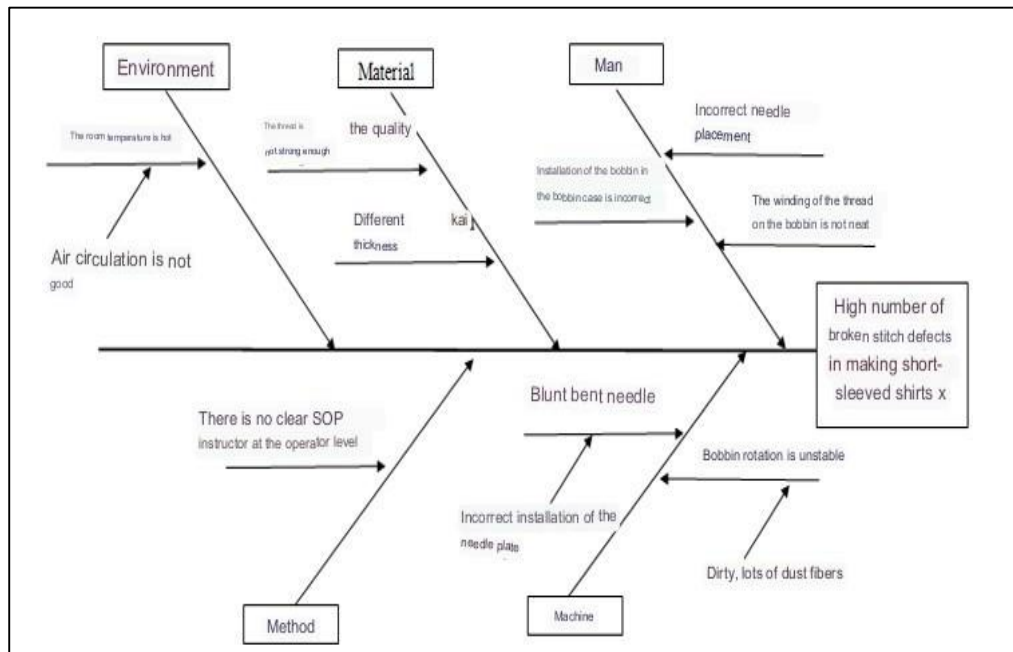 Environment
Material
Man
The room temperature is hot
Air circulation is not
good
The thread is
the quality
not strong enough
Different kai
thickness
Incorrect needle
placement
Installation of the bobbin in
the bobbin case is incorrect
The winding of the thread
on the bobbin is not neat
High number of
broken stitch defects
in making short-
sleeved shirts x
There is no clear SOP
instructor at the operator level
Blunt bent needle
Incorrect installation of the
needle plate
Bobbin rotation is unstable
Dirty, lots of dust fibers
Method
Machine